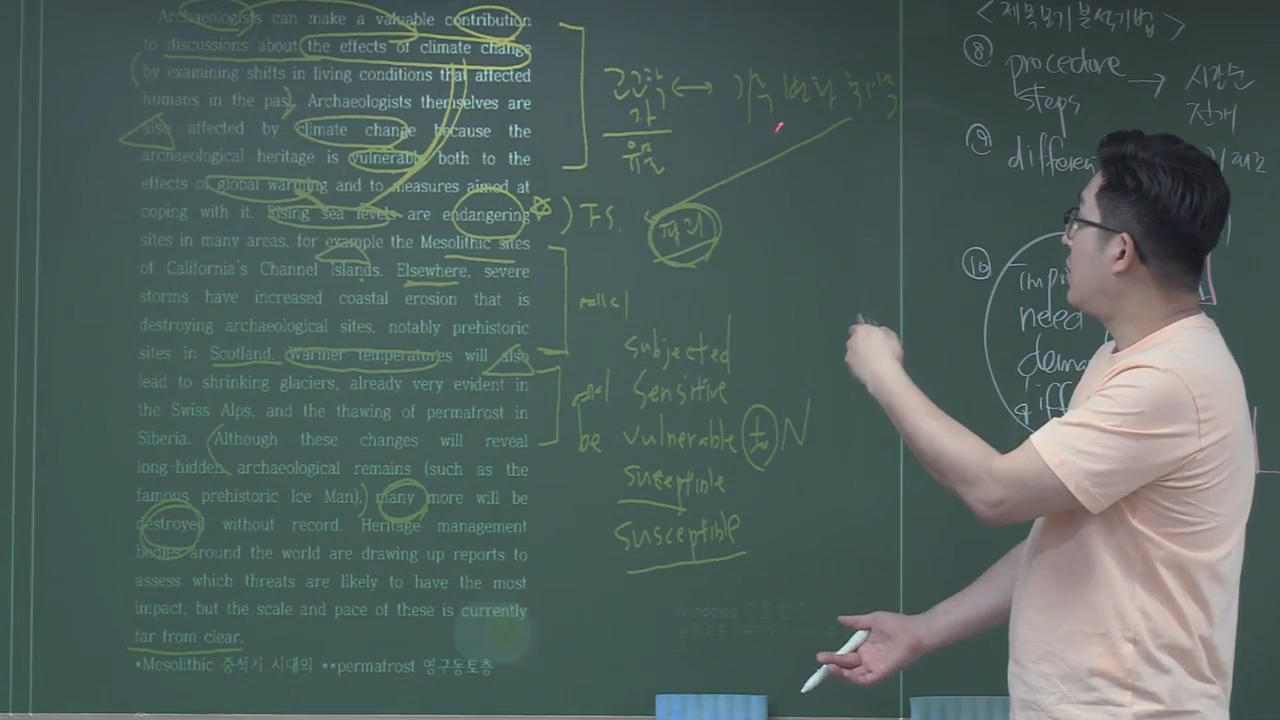 Archaeologists can make a valuable contribution
to discussions about the effects of climate change
by examining shifts in living conditions that affected
humans in the past. Archaeologists themselves are
also affected by climate change because the
archaeological heritage is vulnerable both to the
effects of global warming and to measures aimed at
coping with it. Rising sea levels are endangering
sites in many areas, for example the Mesolithic sites
of California's Channel Islands. Elsewhere, severe
storms have increased coastal erosion that is
destroying archaeological sites, notably prehistoric
sites in Scotland. Warmer temperatures will also
lead to shrinking glaciers, already very evident in
the Swiss Alps, and the thawing of permafrost in
Siberia. (Although these changes will reveal
long-hidden archaeological remains (such as the
famous prehistoric Ice Man),) many more will be
destroyed without record. Heritage management
bodies around the world are drawing up reports to
assess which threats are likely to have the most
impact, but the scale and pace of these is currently
far from clear.
*Mesolithic 중석기 시대의 **permafrost 영구동토층
고고학
자
유물
↔ 기후 변화
) T.S.
파괴
subjected
sensitive
be vulnerable to N
suseptible
susceptible
<제목보기분석기법>
⑧ procedure
steps
→ 시간순
전개
⑨
⑩
need